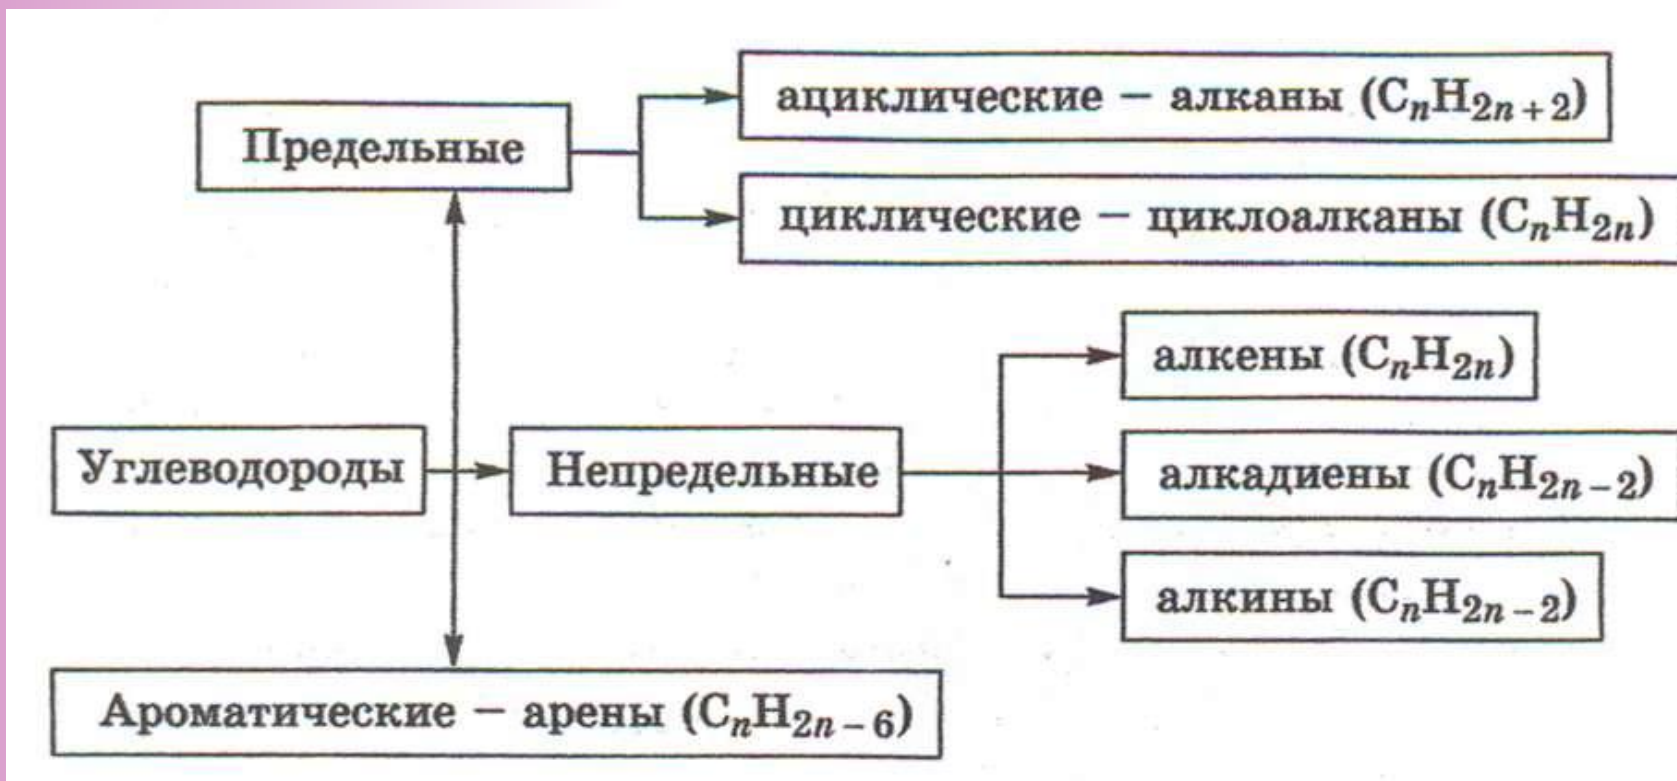 Предельные
ациклические – алканы (CnH2n + 2)
циклические – циклоалканы (CnH2n)
Углеводороды
Непредельные
алкены (CnH2n)
алкадиены (CnH2n – 2)
алкины (CnH2n – 2)
Ароматические – арены (CnH2n – 6)